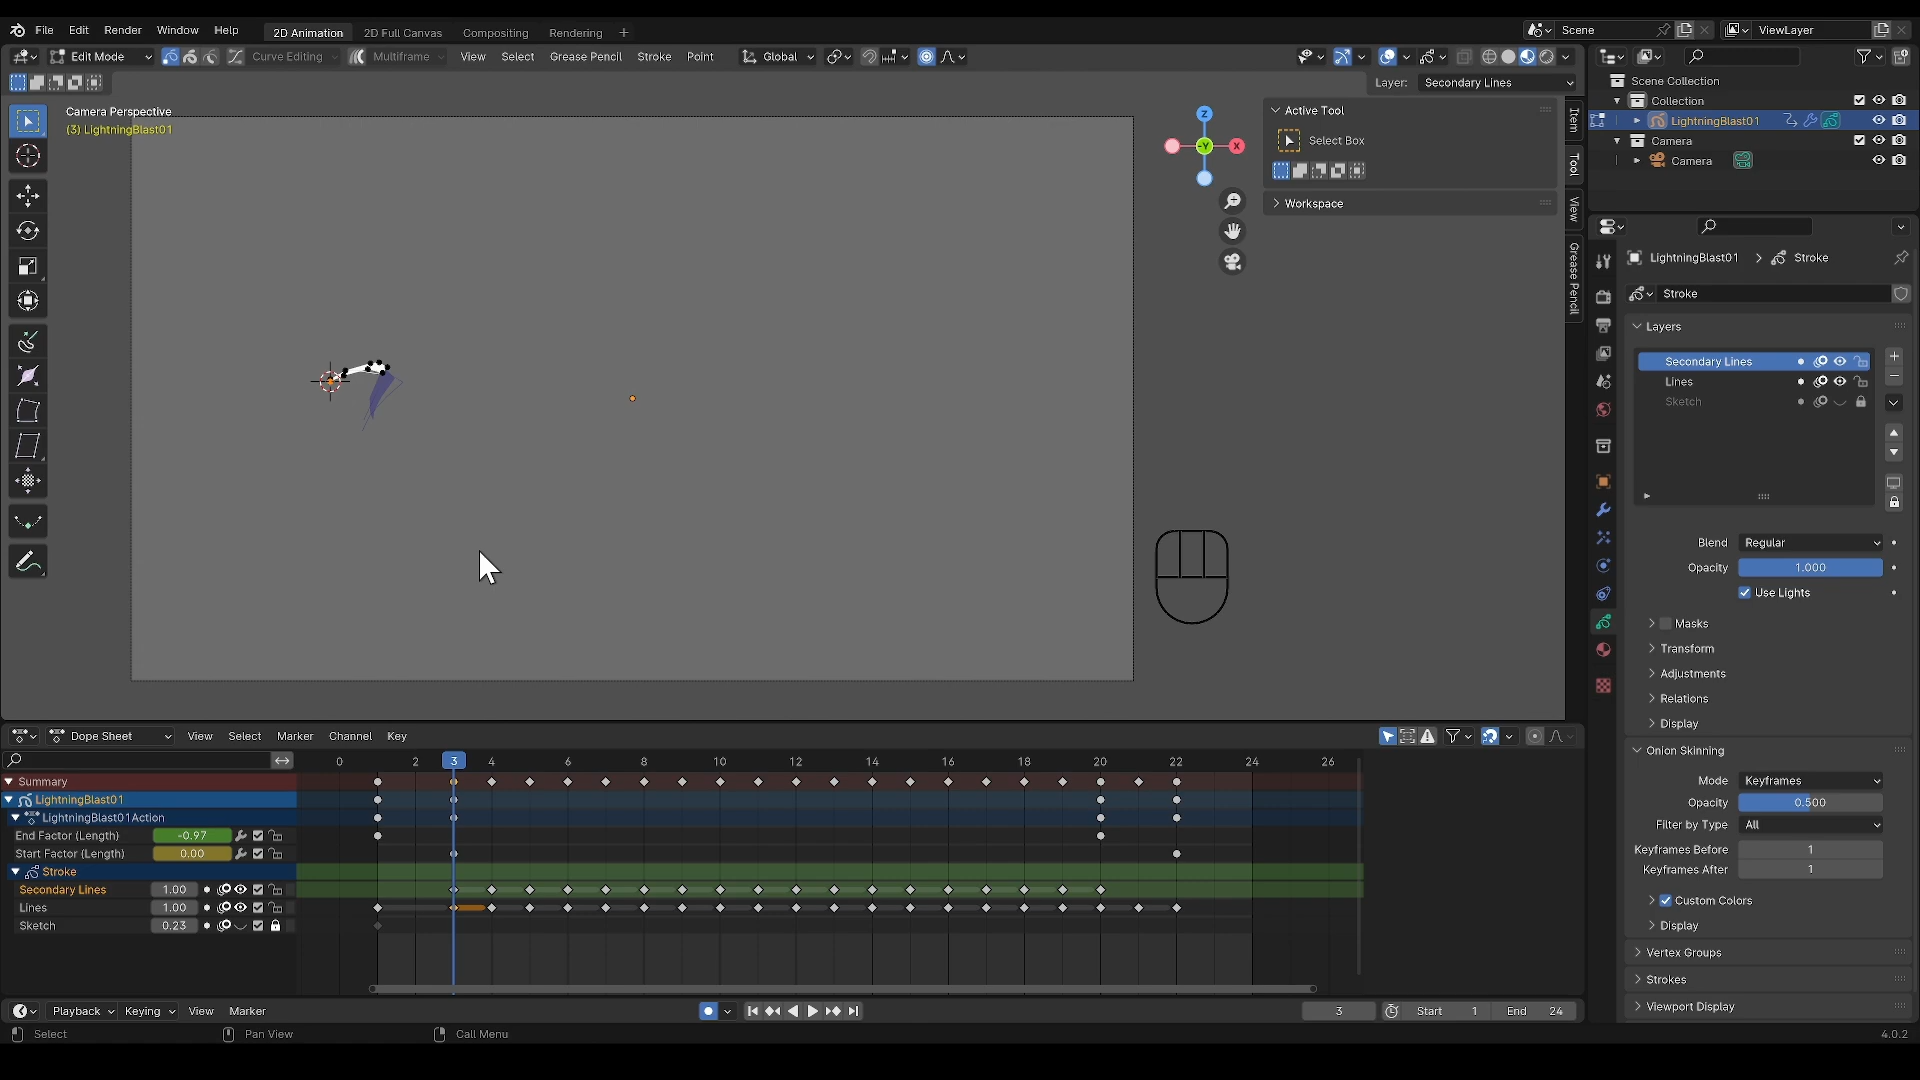 File Edit Render Window Help 2D Animation 2D Full Canvas Compositing Rendering + Scene ViewLayer
Edit Mode Curve Editing Multiframe View Select Grease Pencil Stroke Point Global
Layer: Secondary Lines
Camera Perspective
(3) LightningBlast01
Z
-Y
X
Active Tool
Select Box
Workspace
Item
Tool
View
Grease Pencil
Scene Collection
Collection
LightningBlast01
Camera
Camera
LightningBlast01 > Stroke
Stroke
Layers
Secondary Lines
Lines
Sketch
Blend Regular
Opacity 1.000
Use Lights
Masks
Transform
Adjustments
Relations
Display
Onion Skinning
Mode Keyframes
Opacity 0.500
Filter by Type All
Keyframes Before 1
Keyframes After 1
Custom Colors
Display
Vertex Groups
Strokes
Viewport Display
Dope Sheet View Select Marker Channel Key
0 2 3 4 6 8 10 12 14 16 18 20 22 24 26
Summary
LightningBlast01
LightningBlast01Action
End Factor (Length) -0.97
Start Factor (Length) 0.00
Stroke
Secondary Lines 1.00
Lines 1.00
Sketch 0.23
Playback Keying View Marker 3 Start 1 End 24
Select Pan View Call Menu 4.0.2